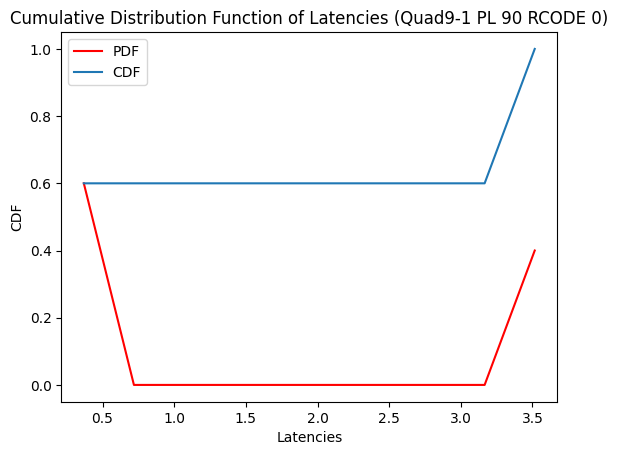 Cumulative Distribution Function of Latencies (Quad9-1 PL 90 RCODE 0)
PDF
CDF
1.0
0.8
0.6
0.4
0.2
0.0
CDF
0.5
1.0
1.5
2.0
2.5
3.0
3.5
Latencies